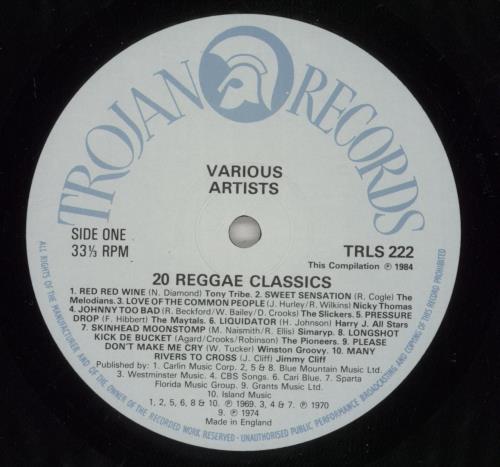 TROJAN RECORDS
VARIOUS
ARTISTS
SIDE ONE
33⅓ RPM
TRLS 222
This Compilation ℗ 1984
20 REGGAE CLASSICS
1. RED RED WINE (N. Diamond) Tony Tribe. 2. SWEET SENSATION (R. Cogle) The
Melodians. 3. LOVE OF THE COMMON PEOPLE (J. Hurley/R. Wilkins) Nicky Thomas
4. JOHNNY TOO BAD (R. Beckford/W. Bailey/D. Crooks) The Slickers. 5. PRESSURE
DROP (F. Hibbert) The Maytals. 6. LIQUIDATOR (H. Johnson) Harry J. All Stars
7. SKINHEAD MOONSTOMP (M. Naismith/R. Ellis) Simaryp. 8. LONGSHOT
KICK DE BUCKET (Agard/Crooks/Robinson) The Pioneers. 9. PLEASE
DON'T MAKE ME CRY (W. Tucker) Winston Groovy. 10. MANY
RIVERS TO CROSS (J. Cliff) Jimmy Cliff
Published by: 1. Carlin Music Corp. 2, 5 & 8. Blue Mountain Music Ltd.
3. Westminster Music. 4. CBS Songs. 6. Cari Blue. 7. Sparta
Florida Music Group. 9. Grants Music Ltd.
10. Island Music
1, 2, 5, 6, 8 & 10. ℗ 1969. 3, 4 & 7. ℗ 1970
9. ℗ 1974
Made in England
ALL RIGHTS OF THE MANUFACTURER AND OF THE OWNER OF THE RECORDED WORK RESERVED - UNAUTHORISED PUBLIC PERFORMANCE BROADCASTING AND COPYING OF THIS RECORD PROHIBITED